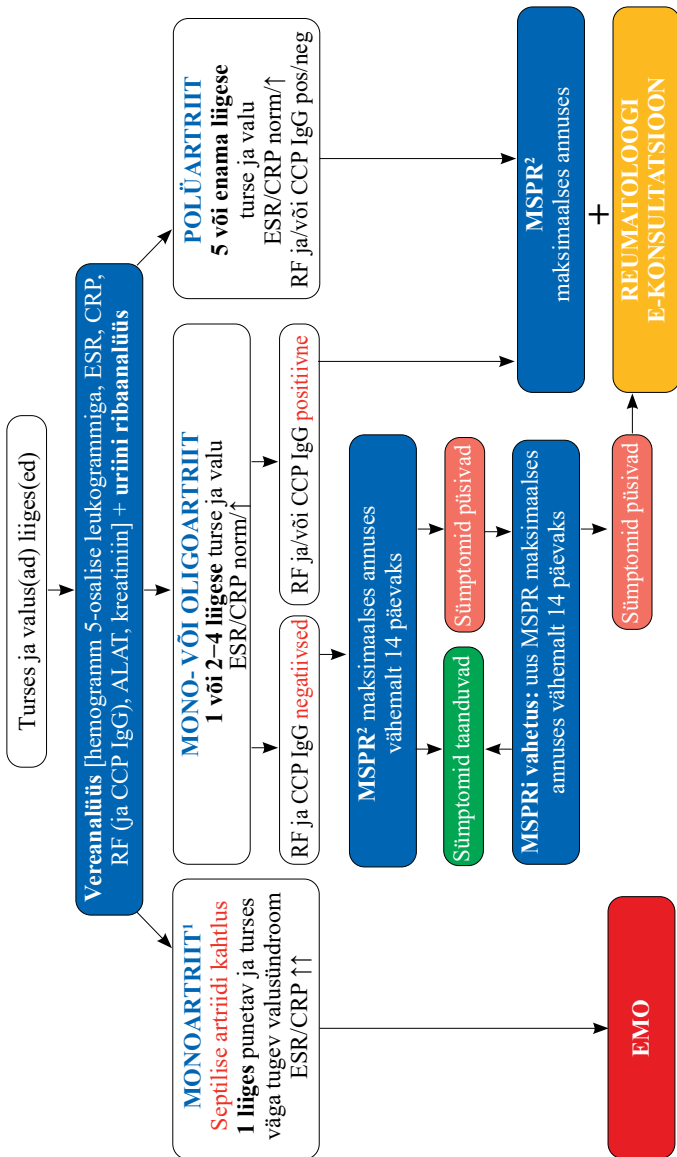 Turses ja valus(ad) liiges(ed)
Vereanalüüs [hemogramm 5-osalise leukogrammiga, ESR, CRP,
RF (ja CCP IgG), ALAT, kreatiniin] + uriini ribaanalüüs
MONOARTRIIT¹
Septilise artriidi kahtlus
1 liiges punetav ja turses
väga tugev valusündroom
ESR/CRP ↑↑
EMO
MONO- VÕI OLIGOARTRIIT
1 või 2–4 liigese turse ja valu
ESR/CRP norm/↑
RF ja CCP IgG negatiivsed
RF ja/või CCP IgG positiivne
MSPR² maksimaalses annuses
vähemalt 14 päevaks
Sümptomid taanduvad
Sümptomid püsivad
MSPRi vahetus: uus MSPR maksimaalses
annuses vähemalt 14 päevaks
Sümptomid püsivad
POLÜARTRIIT
5 või enama liigese
turse ja valu
ESR/CRP norm/↑
RF ja/või CCP IgG pos/neg
MSPR²
maksimaalses annuses
+
REUMATOLOOGI
E-KONSULTATSIOON